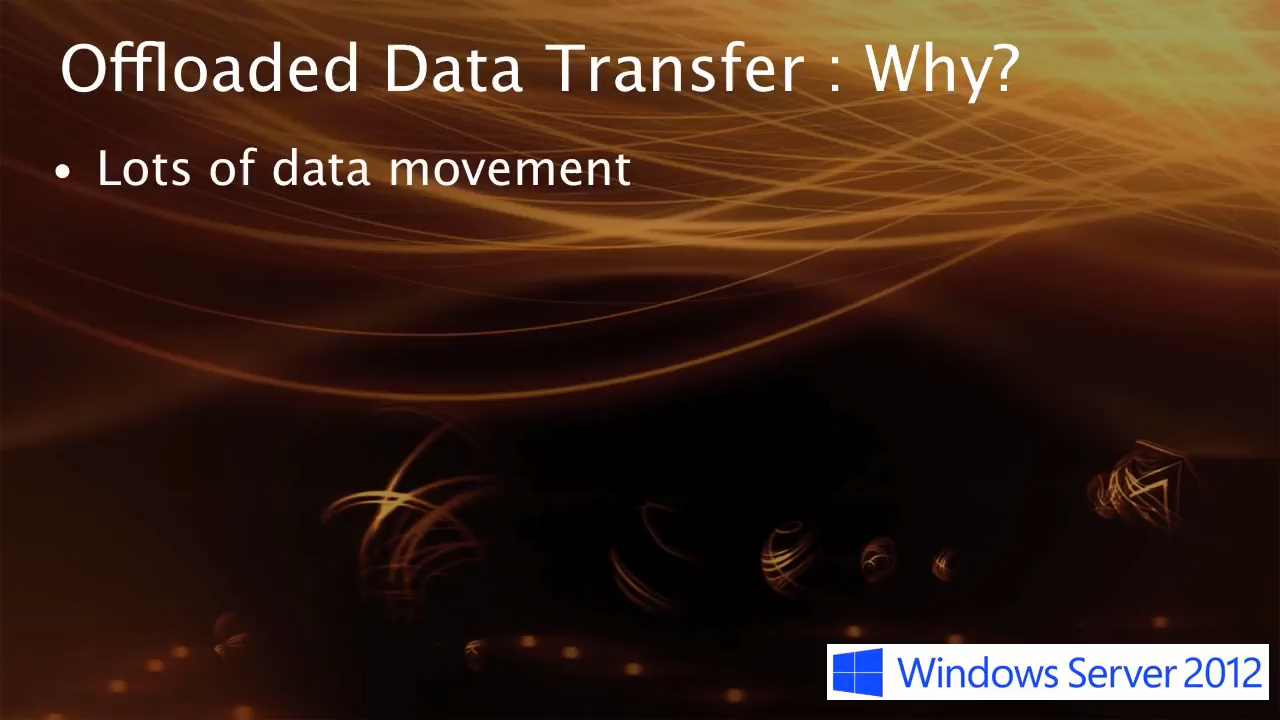 Offloaded Data Transfer : Why?
• Lots of data movement
Windows Server 2012